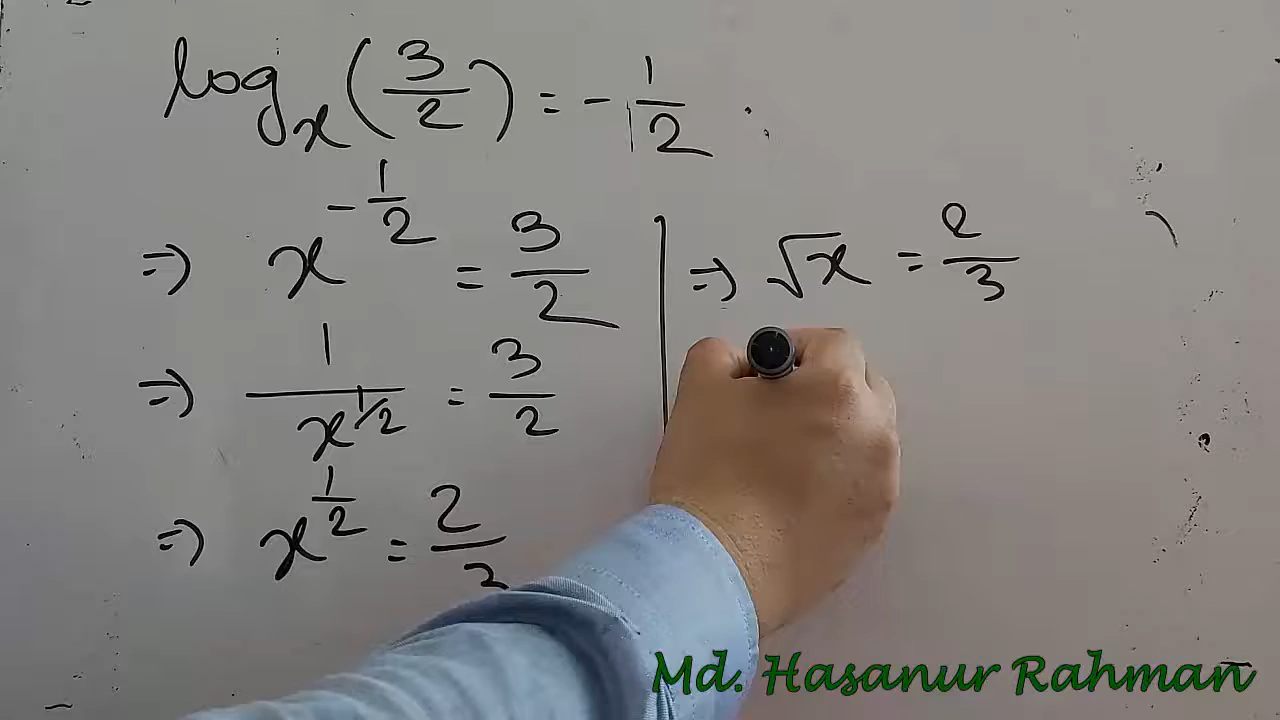 log_x(3/2) = -1/2.
⇒ x^(-1/2) = 3/2
⇒ 1/x^(1/2) = 3/2
⇒ x^(1/2) = 2/3
⇒ √x = 2/3
Md. Hasanur Rahman